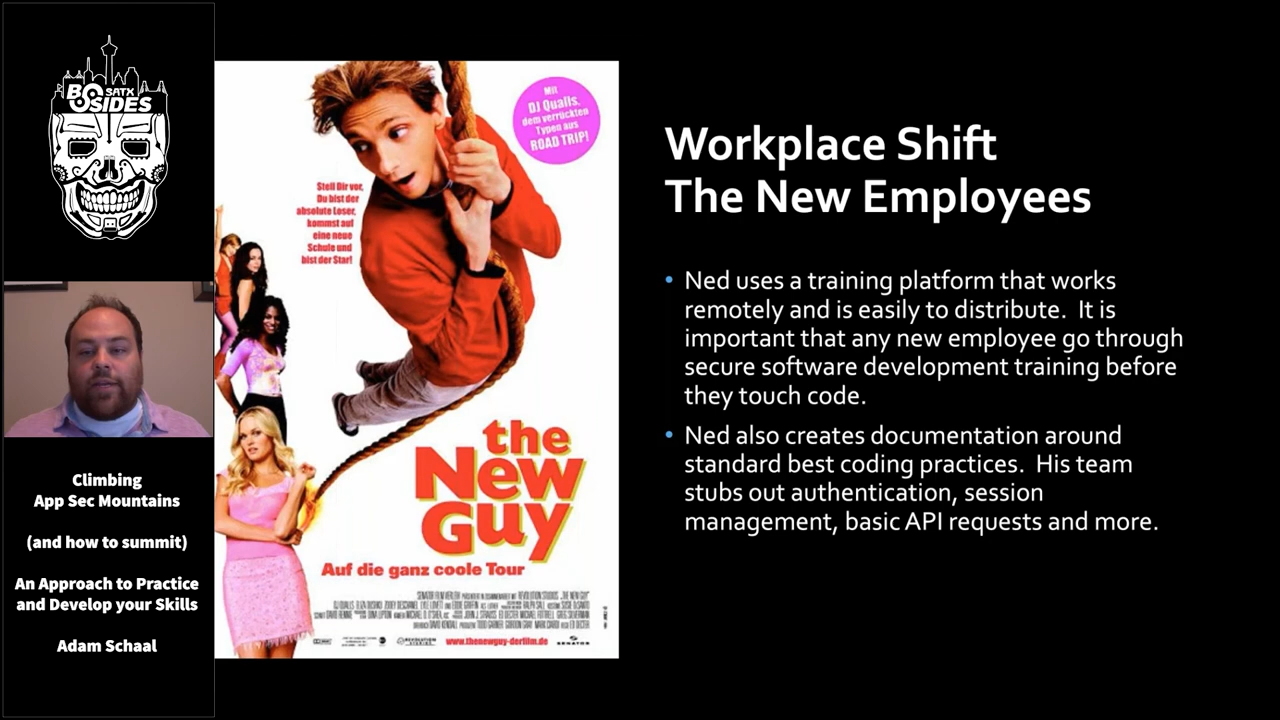 BSIDES
SATX
Climbing
App Sec Mountains
(and how to summit)
An Approach to Practice
and Develop your Skills
Adam Schaal
Mit
DJ Qualls,
dem verrückten
Typen aus
ROAD TRIP!
Stell Dir vor,
Du bist der
absolute Loser,
kommst auf
eine neue
Schule und
bist der Star!
the
New
Guy
Auf die ganz coole Tour
www.thenewguy-derfilm.de
SENATOR
Workplace Shift
The New Employees
• Ned uses a training platform that works
remotely and is easily to distribute. It is
important that any new employee go through
secure software development training before
they touch code.
• Ned also creates documentation around
standard best coding practices. His team
stubs out authentication, session
management, basic API requests and more.